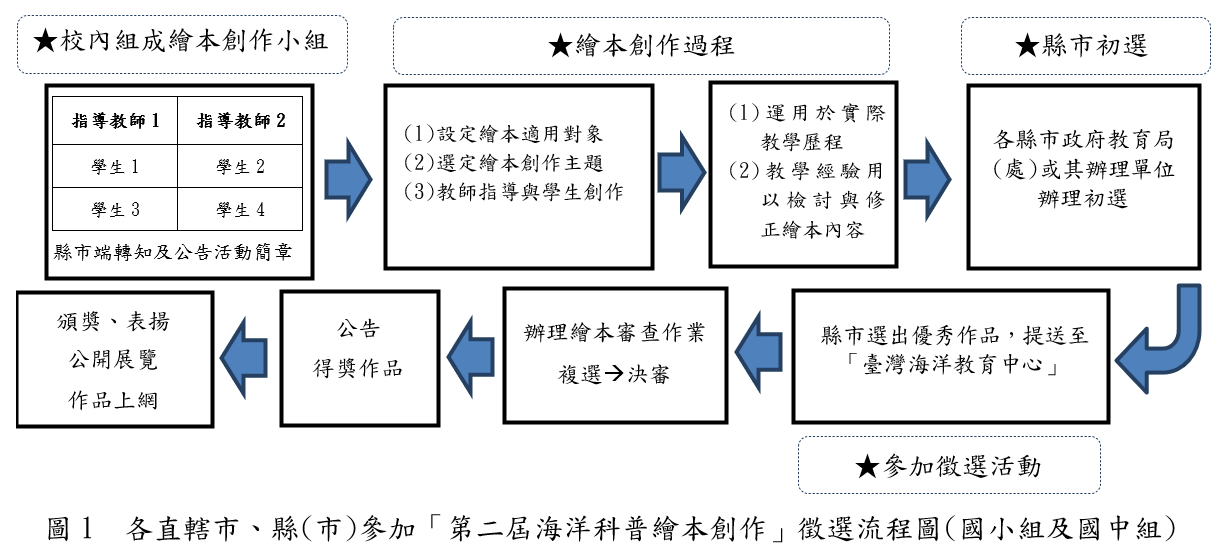 ★校內組成繪本創作小組
★繪本創作過程
★縣市初選
指導教師1 指導教師2
學生1 學生2
學生3 學生4
縣市端轉知及公告活動簡章
(1)設定繪本適用對象
(2)選定繪本創作主題
(3)教師指導與學生創作
(1)運用於實際
教學歷程
(2)教學經驗用
以檢討與修
正繪本內容
各縣市政府教育局
(處)或其辦理單位
辦理初選
縣市選出優秀作品，提送至
「臺灣海洋教育中心」
★參加徵選活動
辦理繪本審查作業
複選→決審
公告
得獎作品
頒獎、表揚
公開展覽
作品上網
圖1 各直轄市、縣(市)參加「第二屆海洋科普繪本創作」徵選流程圖(國小組及國中組)